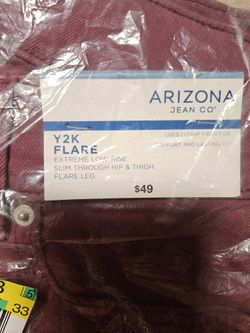 ARIZONA
JEAN CO
Y2K
FLARE
USES LYCRA® FIBER FOR
COMFORT AND LASTING FIT
EXTREME LOW RISE
SLIM THROUGH HIP & THIGH
FLARE LEG
$49
33